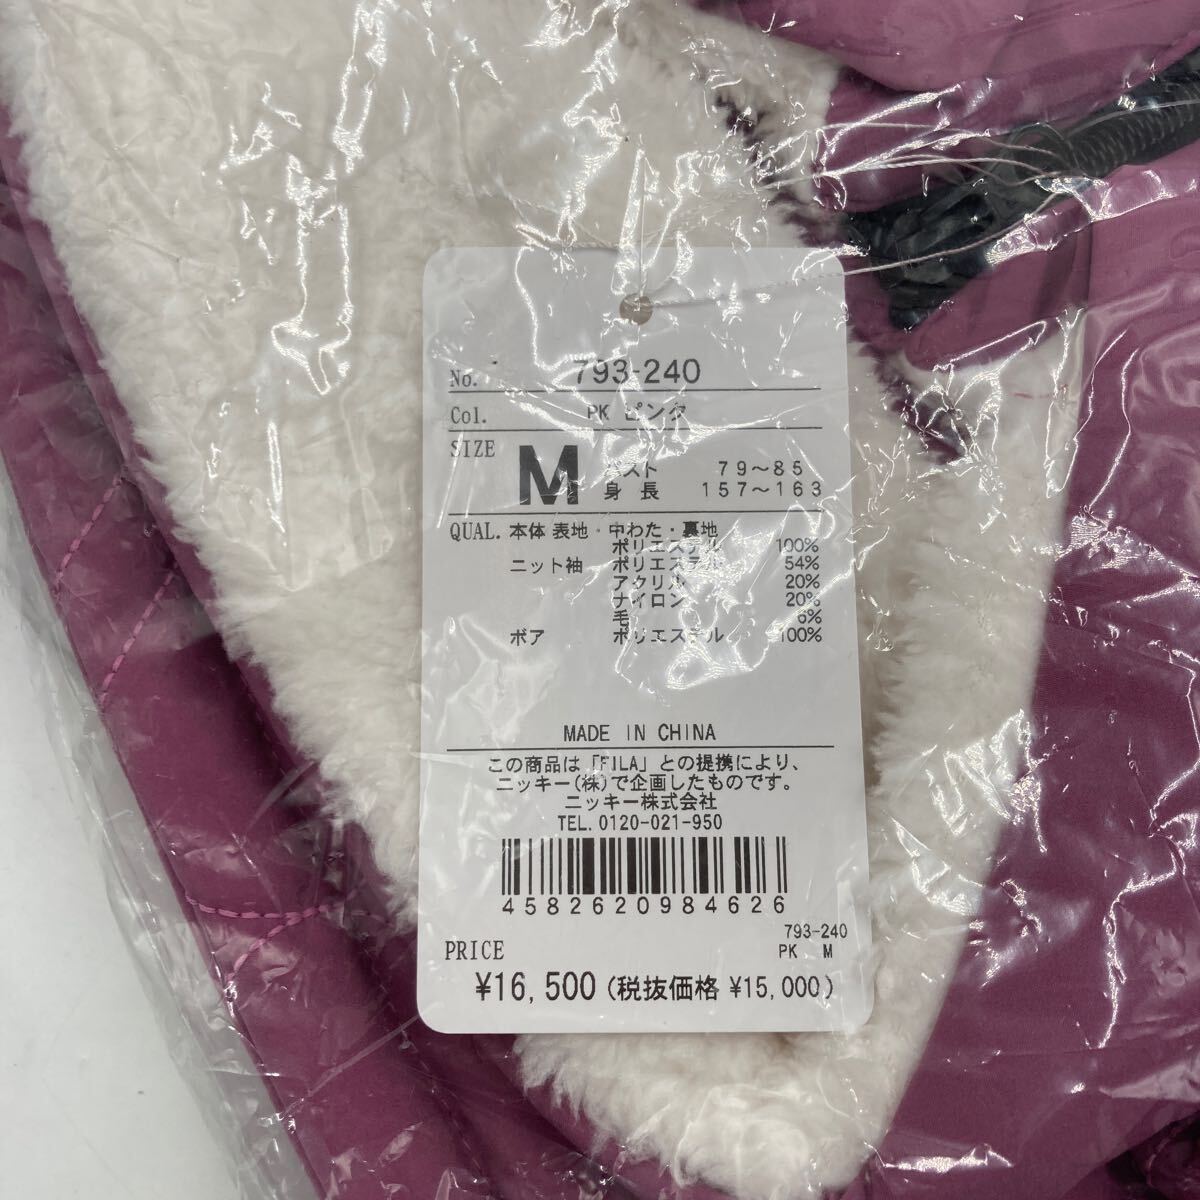 No. 793-240
Col. PK ピンク
SIZE M バスト 79～85
身長 157～163
QUAL. 本体 表地・中わた・裏地
ポリエステル 100%
ニット袖 ポリエステル 54%
アクリル 20%
ナイロン 20%
毛 6%
ボア ポリエステル 100%
MADE IN CHINA
この商品は「FILA」との提携により、
ニッキー(株)で企画したものです。
ニッキー株式会社
TEL. 0120-021-950
4582620984626
793-240
PK M
PRICE
¥16,500 (税抜価格 ¥15,000)